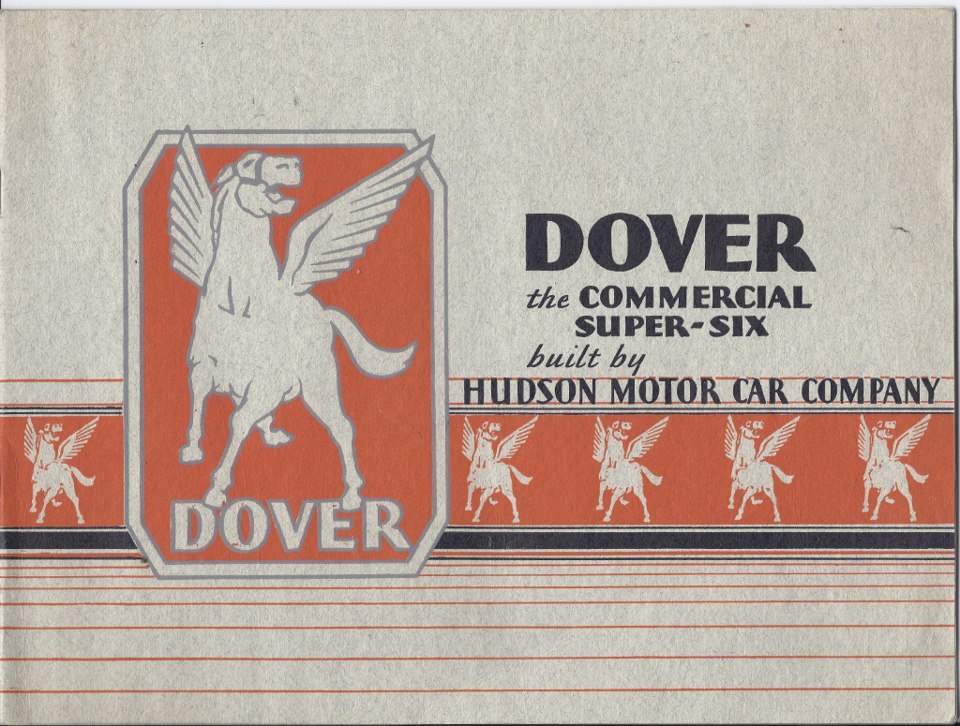 DOVER
DOVER
the COMMERCIAL
SUPER-SIX
built by
HUDSON MOTOR CAR COMPANY